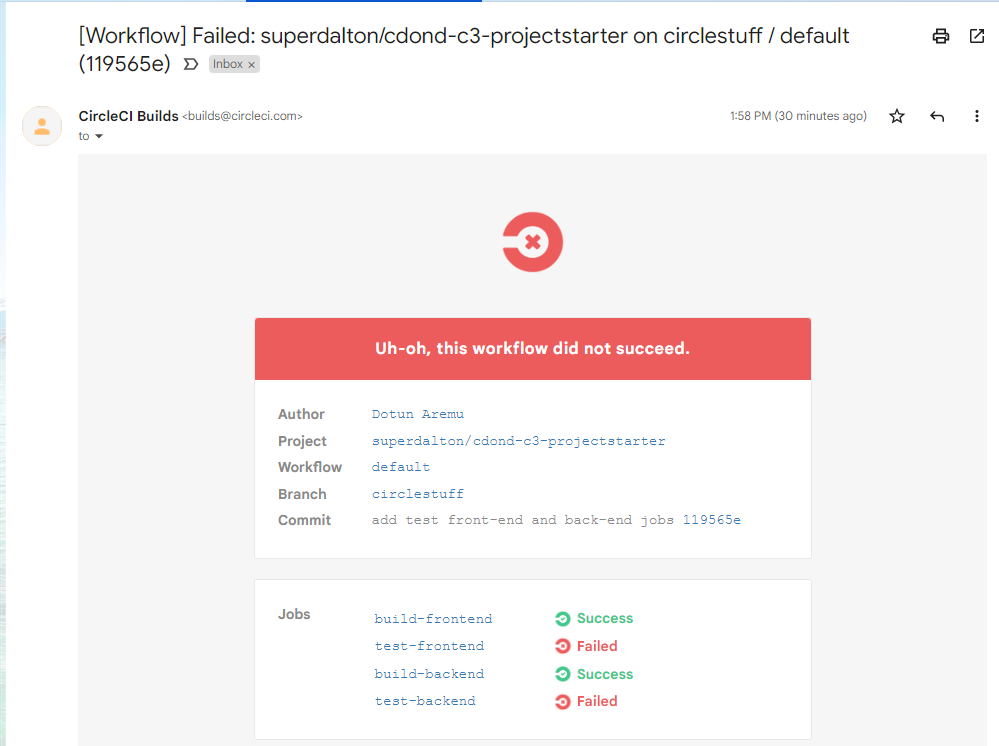 [Workflow] Failed: superdalton/cdond-c3-projectstarter on circlestuff / default
(119565e) Inbox ×
CircleCI Builds <builds@circleci.com> 1:58 PM (30 minutes ago)
to
Uh-oh, this workflow did not succeed.
Author Dotun Aremu
Project superdalton/cdond-c3-projectstarter
Workflow default
Branch circlestuff
Commit add test front-end and back-end jobs 119565e
Jobs build-frontend Success
test-frontend Failed
build-backend Success
test-backend Failed